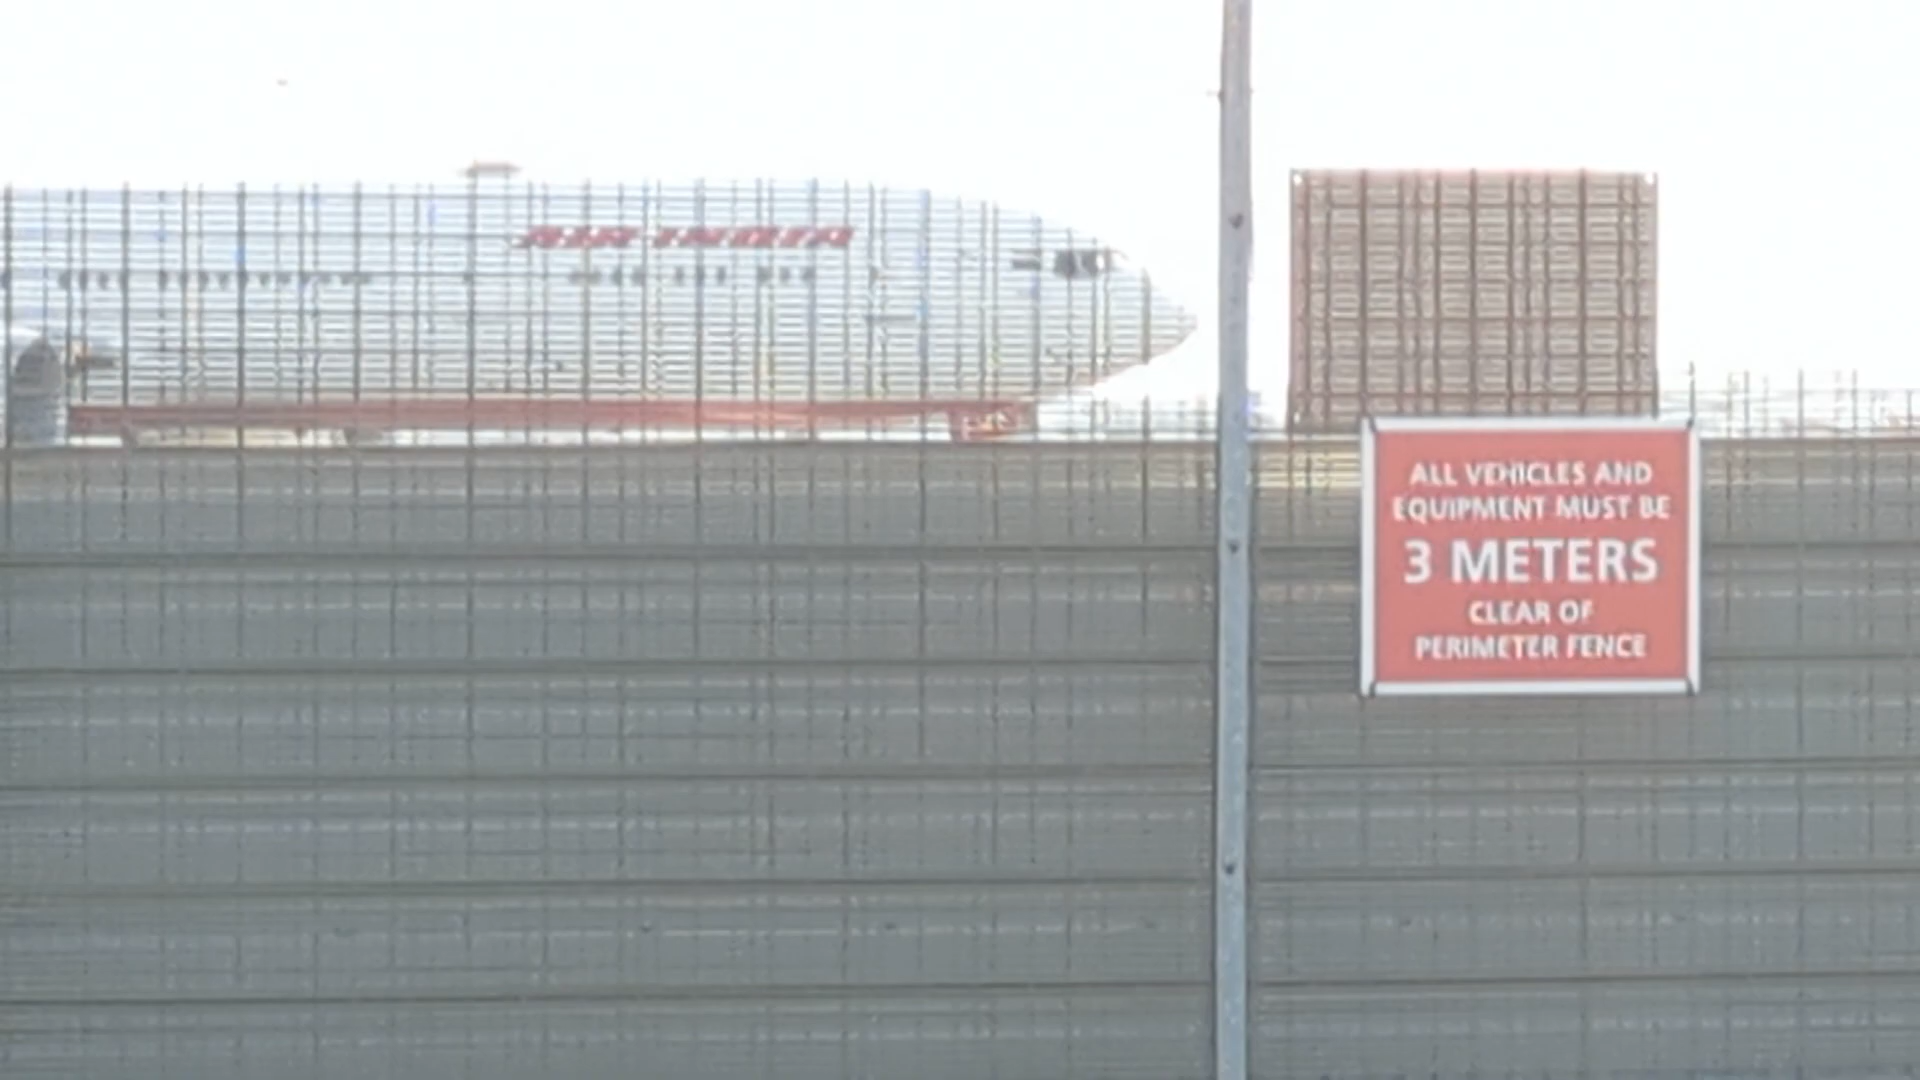 AIR INDIA
ALL VEHICLES AND
EQUIPMENT MUST BE
3 METERS
CLEAR OF
PERIMETER FENCE